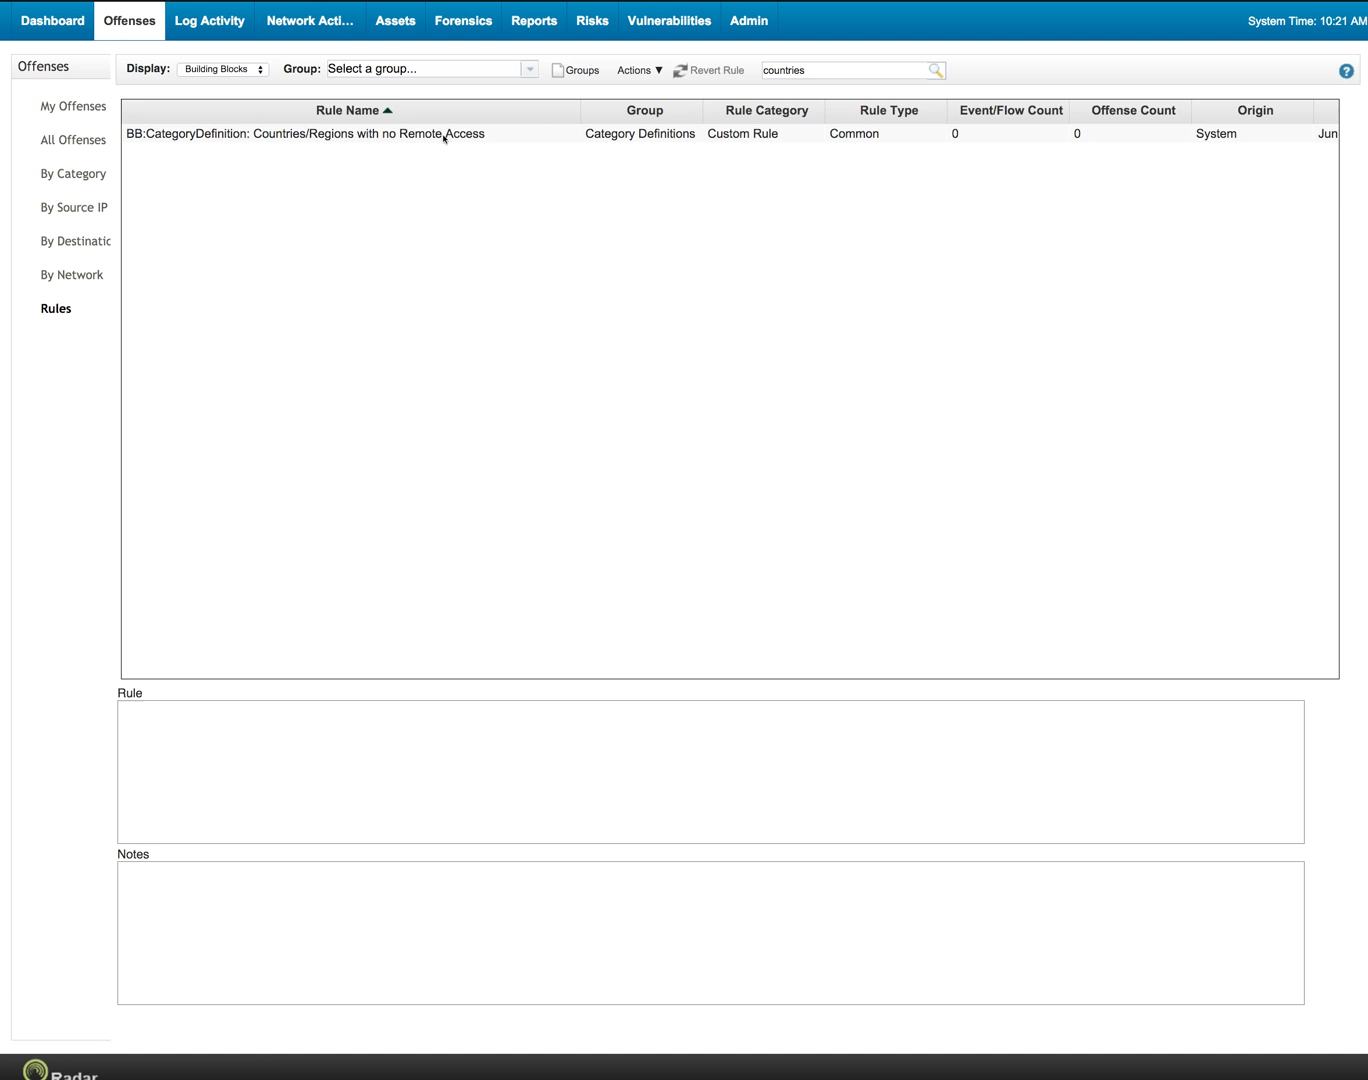 Dashboard Offenses Log Activity Network Acti... Assets Forensics Reports Risks Vulnerabilities Admin System Time: 10:21 AM
Offenses Display: Building Blocks Group: Select a group... Groups Actions ▼ Revert Rule countries ?
My Offenses
All Offenses
By Category
By Source IP
By Destinatic
By Network
Rules
Rule Name Group Rule Category Rule Type Event/Flow Count Offense Count Origin
BB:CategoryDefinition: Countries/Regions with no Remote Access Category Definitions Custom Rule Common 0 0 System Jun
Rule
Notes
Radar